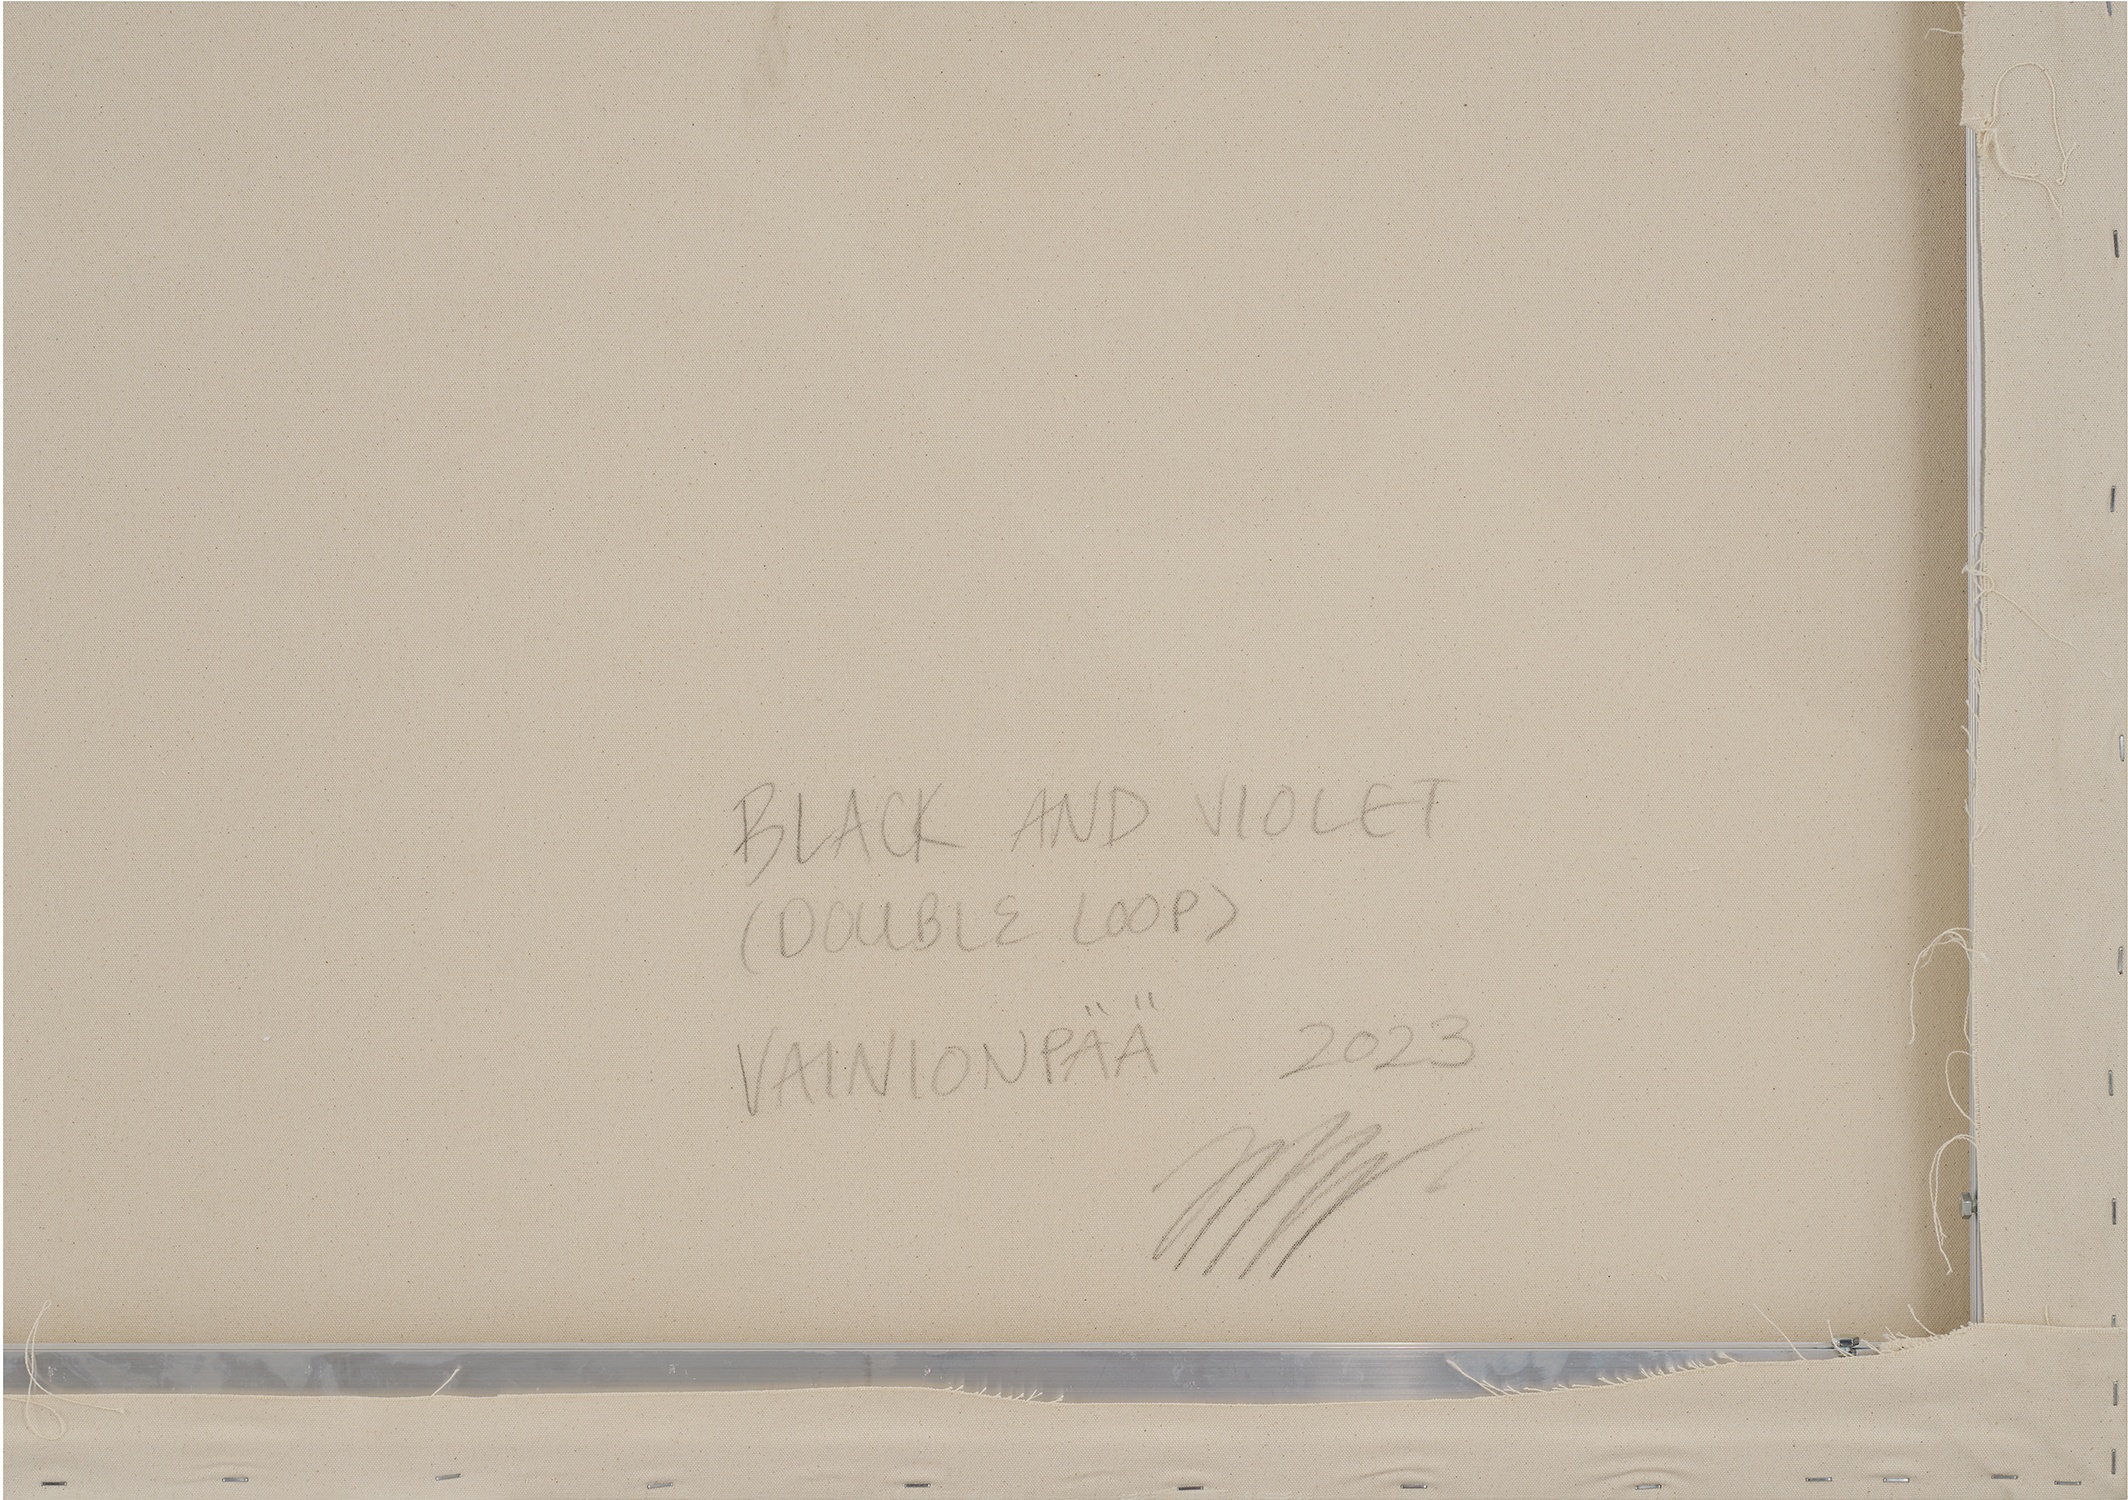 BLACK AND VIOLET
(DOUBLE LOOP)
VAINIONPÄÄ 2023